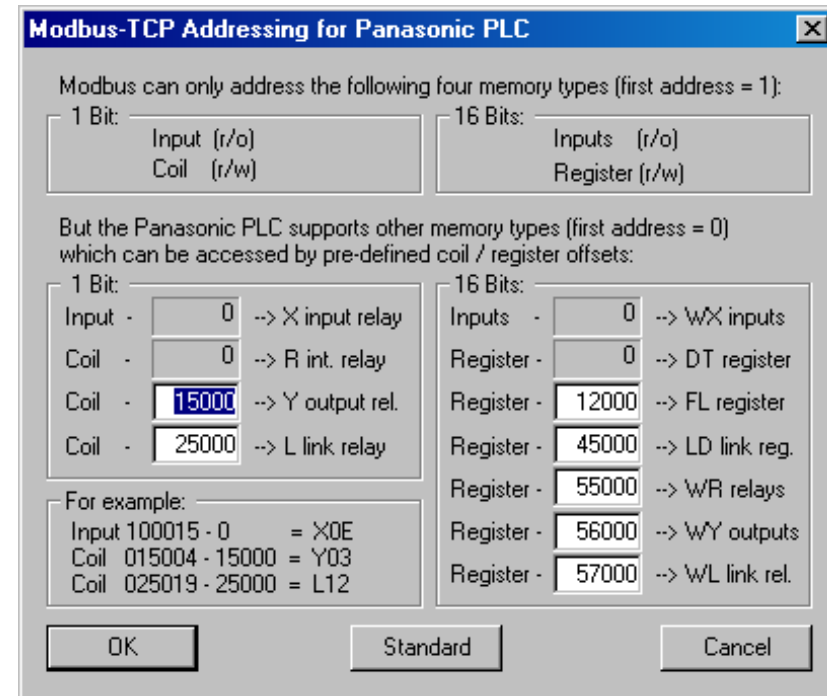 Modbus-TCP Addressing for Panasonic PLC
Modbus can only address the following four memory types (first address = 1):
1 Bit:
Input (r/o)
Coil (r/w)
16 Bits:
Inputs (r/o)
Register (r/w)
But the Panasonic PLC supports other memory types (first address = 0)
which can be accessed by pre-defined coil / register offsets:
1 Bit:
Input - 0 --> X input relay
Coil - 0 --> R int. relay
Coil - 15000 --> Y output rel.
Coil - 25000 --> L link relay
16 Bits:
Inputs - 0 --> WX inputs
Register - 0 --> DT register
Register - 12000 --> FL register
Register - 45000 --> LD link reg.
Register - 55000 --> WR relays
Register - 56000 --> WY outputs
Register - 57000 --> WL link rel.
For example:
Input 100015 - 0 = X0E
Coil 015004 - 15000 = Y03
Coil 025019 - 25000 = L12
OK
Standard
Cancel